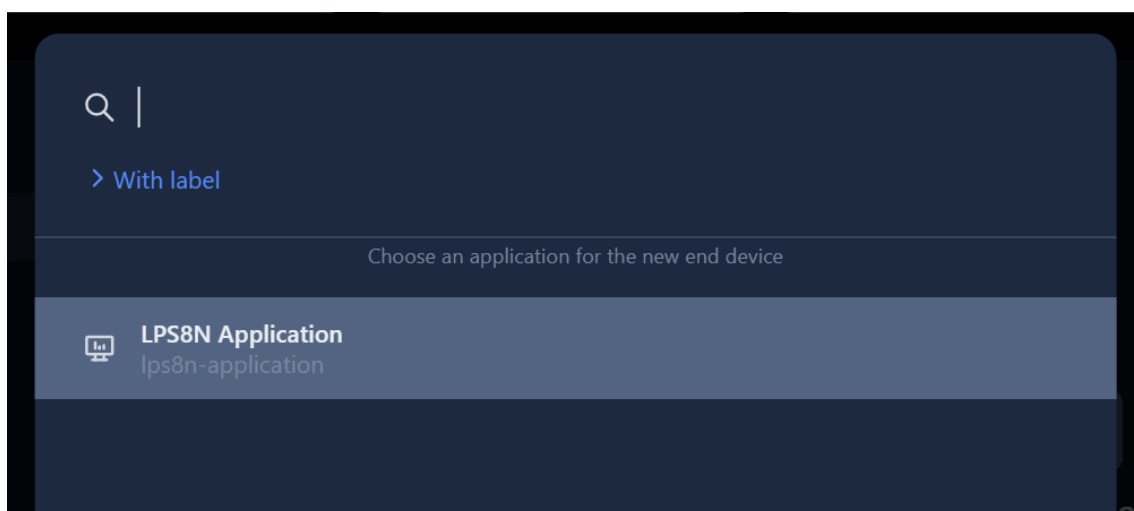 With label
Choose an application for the new end device
LPS8N Application
lps8n-application